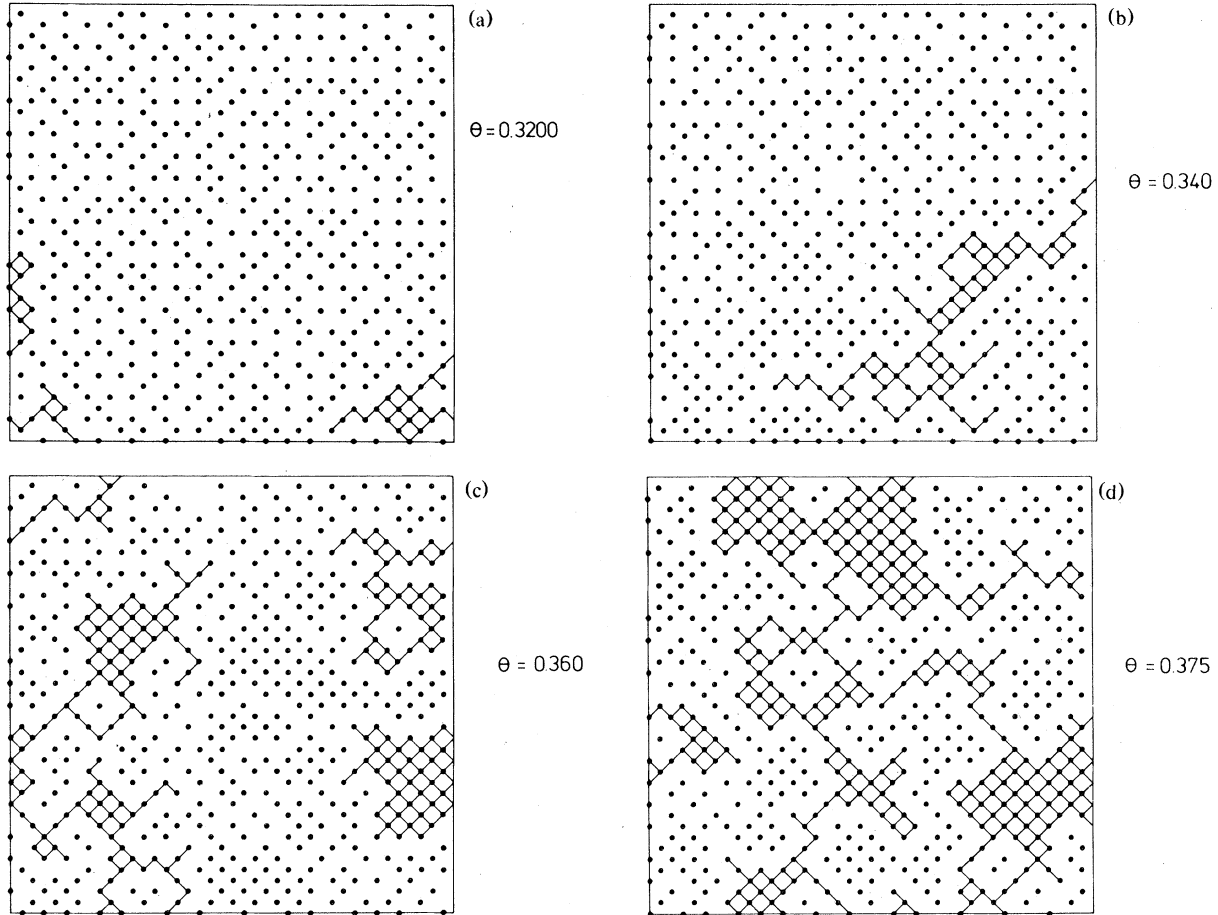 (a)
θ = 0.3200
(b)
θ = 0.340
(c)
θ = 0.360
(d)
θ = 0.375